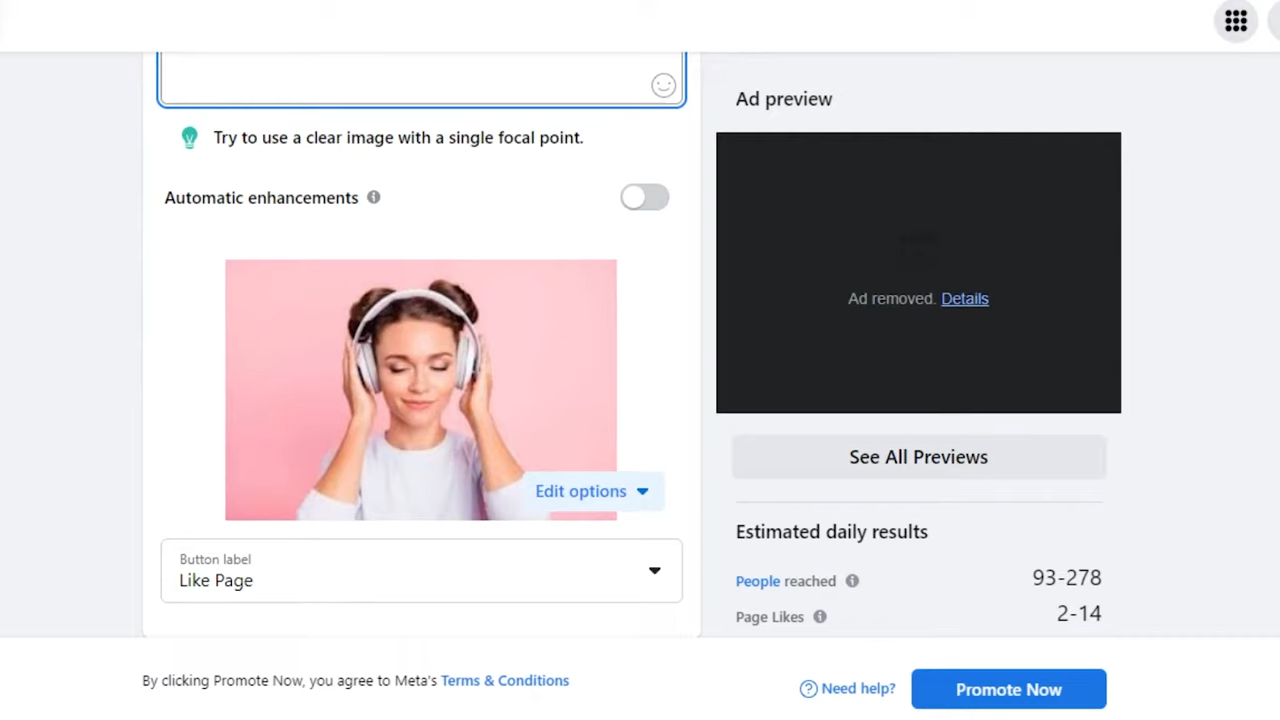 Try to use a clear image with a single focal point.
Automatic enhancements
Edit options
Button label
Like Page
Ad preview
Ad removed. Details
See All Previews
Estimated daily results
People reached 93-278
Page Likes 2-14
By clicking Promote Now, you agree to Meta's Terms & Conditions
Need help?
Promote Now